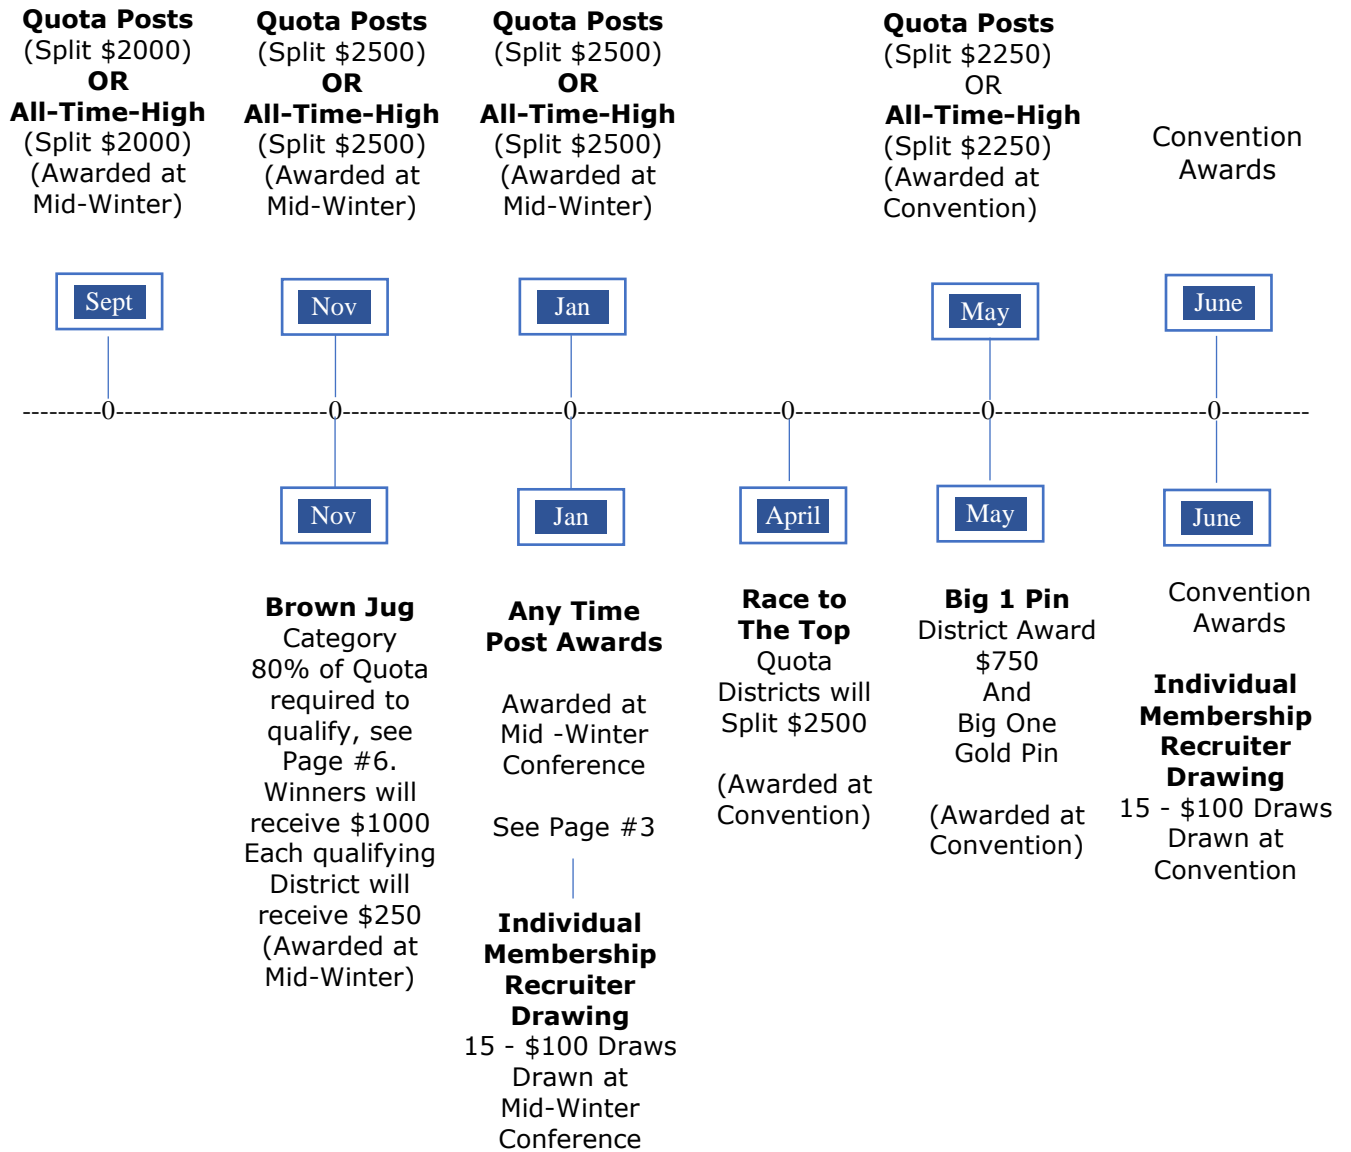 Quota Posts
(Split $2000)
OR
All-Time-High
(Split $2000)
(Awarded at
Mid-Winter)
Quota Posts
(Split $2500)
OR
All-Time-High
(Split $2500)
(Awarded at
Mid-Winter)
Quota Posts
(Split $2500)
OR
All-Time-High
(Split $2500)
(Awarded at
Mid-Winter)
Quota Posts
(Split $2250)
OR
All-Time-High
(Split $2250)
(Awarded at
Convention)
Convention
Awards
Sept
Nov
Jan
May
June
---------0-------------------------0--------------------------0------------------------0----------------------0-------------------------0----------
Nov
Jan
April
May
June
Brown Jug
Category
80% of Quota
required to
qualify, see
Page #6.
Winners will
receive $1000
Each qualifying
District will
receive $250
(Awarded at
Mid-Winter)
Any Time
Post Awards
Awarded at
Mid -Winter
Conference
See Page #3
Individual
Membership
Recruiter
Drawing
15 - $100 Draws
Drawn at
Mid-Winter
Conference
Race to
The Top
Quota
Districts will
Split $2500
(Awarded at
Convention)
Big 1 Pin
District Award
$750
And
Big One
Gold Pin
(Awarded at
Convention)
Convention
Awards
Individual
Membership
Recruiter
Drawing
15 - $100 Draws
Drawn at
Convention